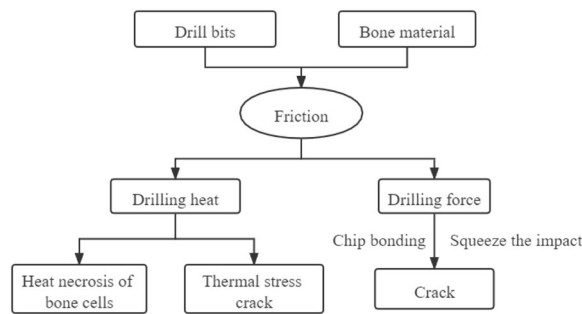 Drill bits
Bone material
Friction
Drilling heat
Drilling force
Chip bonding
Squeeze the impact
Heat necrosis of
bone cells
Thermal stress
crack
Crack